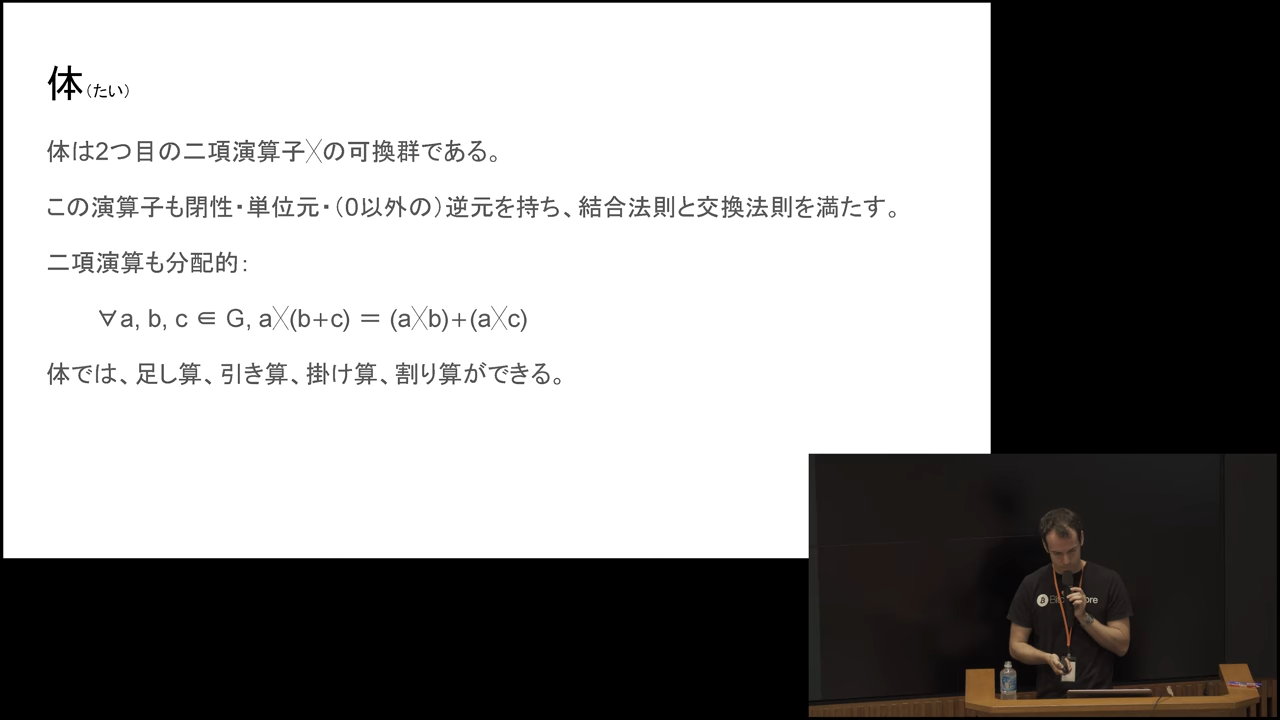 体(たい)
体は2つ目の二項演算子╳の可換群である。
この演算子も閉性・単位元・(0以外の)逆元を持ち、結合法則と交換法則を満たす。
二項演算も分配的:
∀a, b, c ∈ G, a╳(b+c) = (a╳b)+(a╳c)
体では、足し算、引き算、掛け算、割り算ができる。